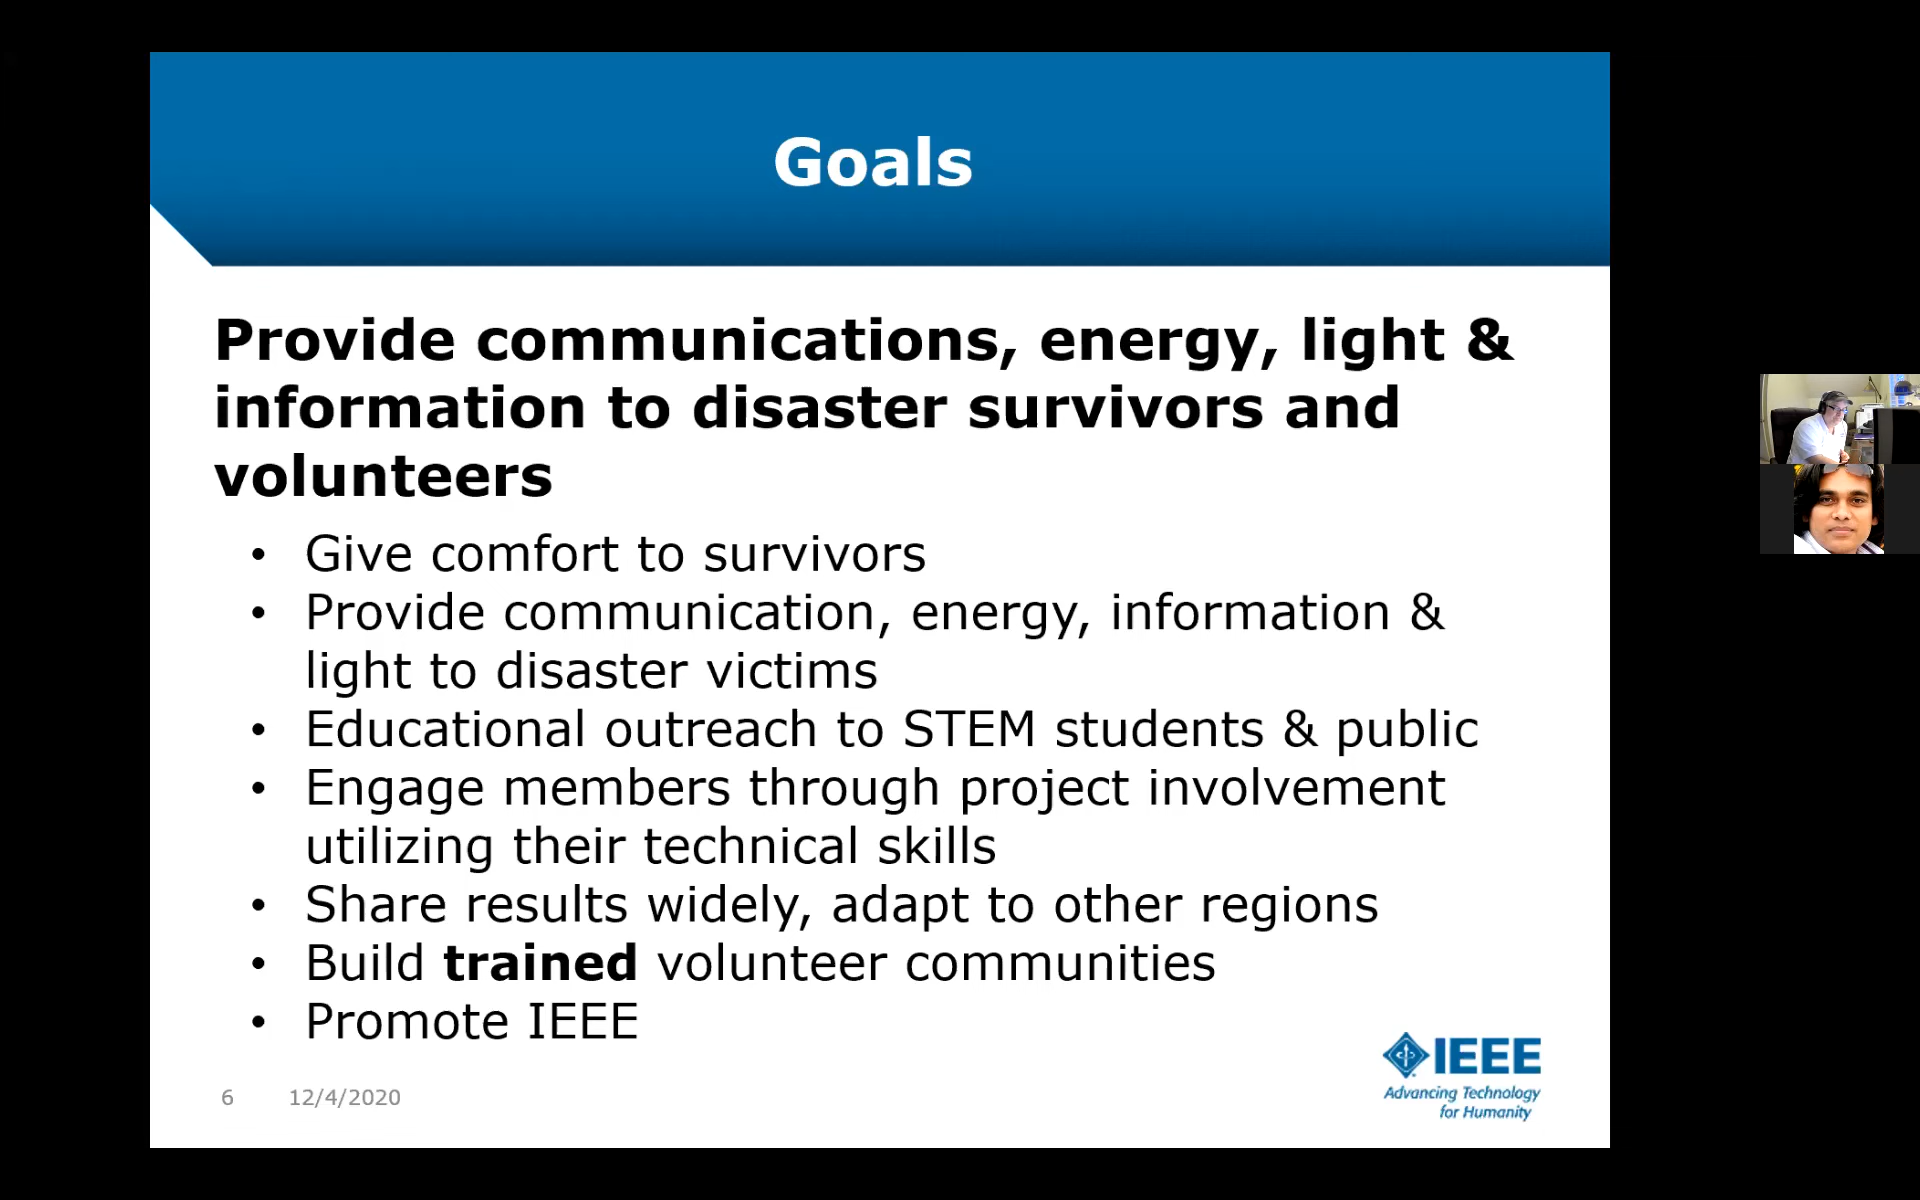 Goals
Provide communications, energy, light &
information to disaster survivors and
volunteers
• Give comfort to survivors
• Provide communication, energy, information &
light to disaster victims
• Educational outreach to STEM students & public
• Engage members through project involvement
utilizing their technical skills
• Share results widely, adapt to other regions
• Build trained volunteer communities
• Promote IEEE
6 12/4/2020
IEEE
Advancing Technology
for Humanity